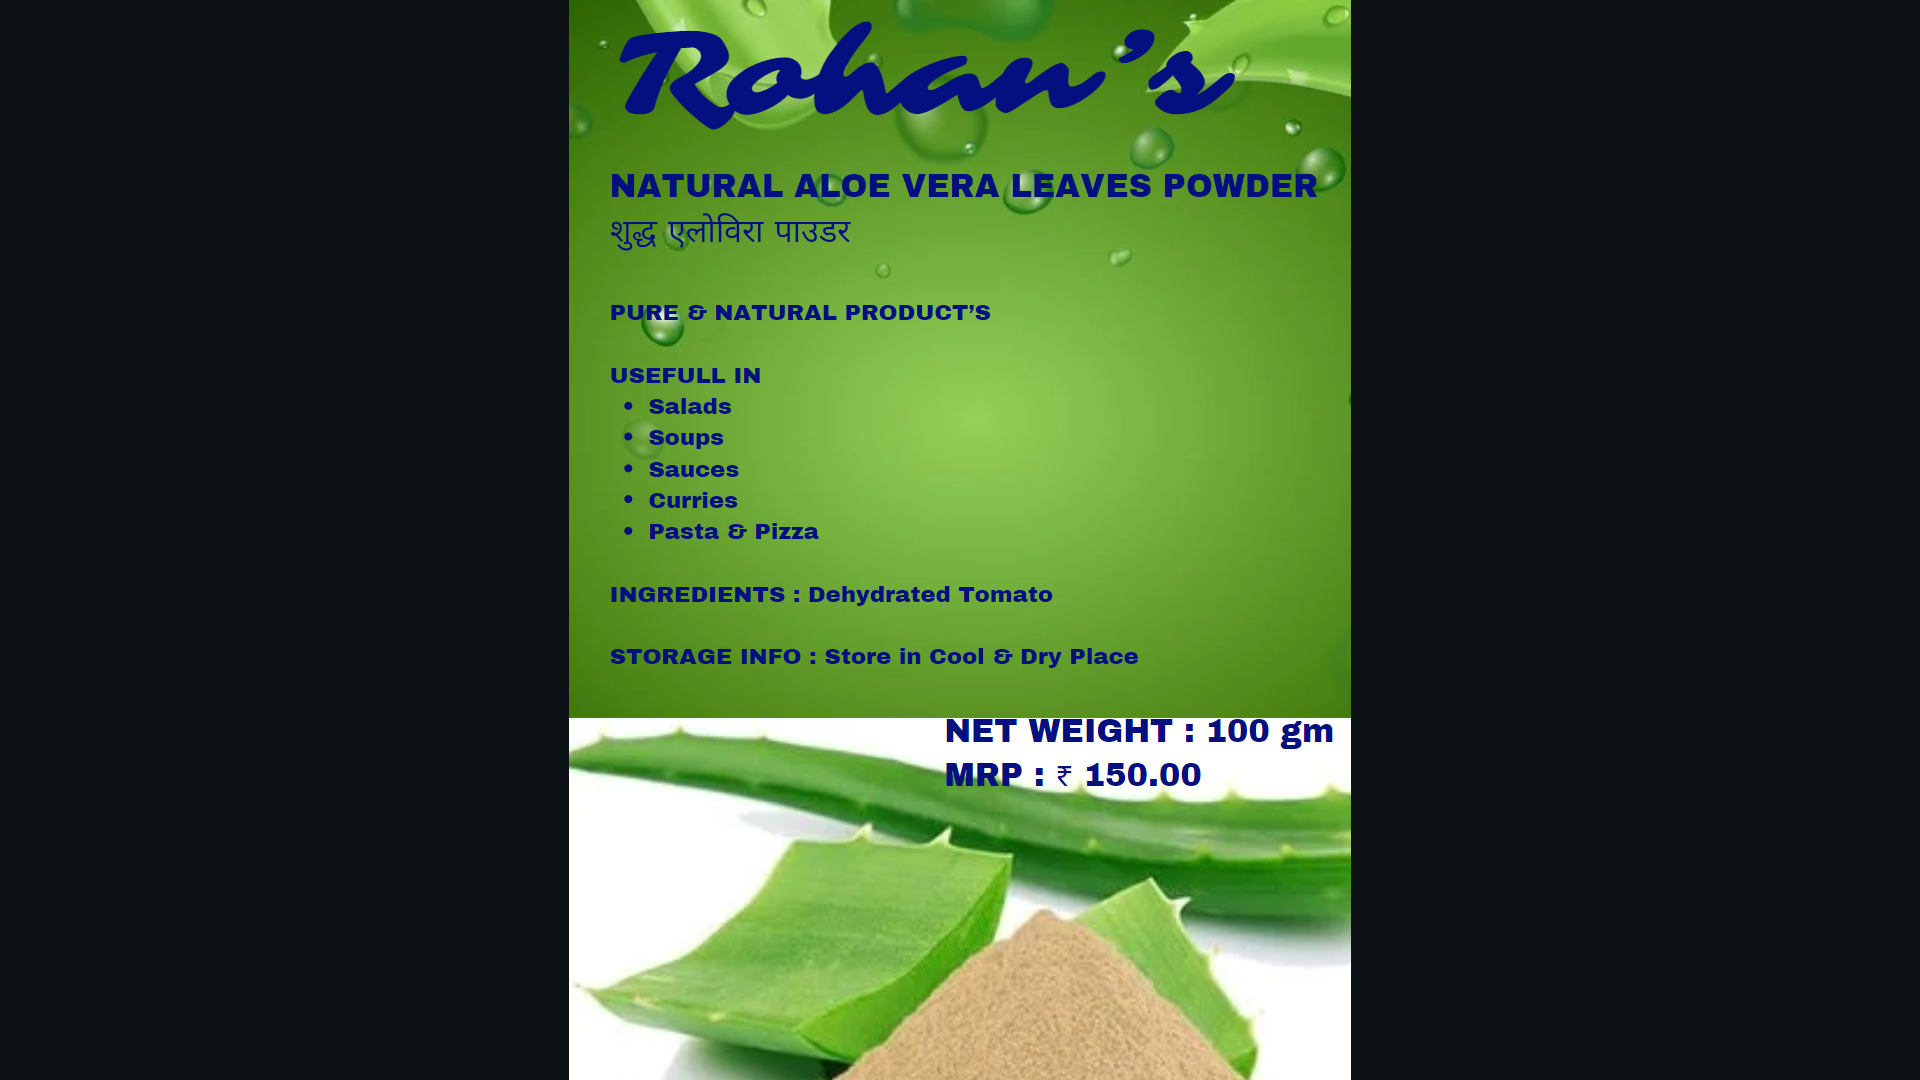 Rohan's
NATURAL ALOE VERA LEAVES POWDER
शुद्ध एलोविरा पाउडर
PURE & NATURAL PRODUCT'S
USEFULL IN
• Salads
• Soups
• Sauces
• Curries
• Pasta & Pizza
INGREDIENTS : Dehydrated Tomato
STORAGE INFO : Store in Cool & Dry Place
NET WEIGHT : 100 gm
MRP : ₹ 150.00